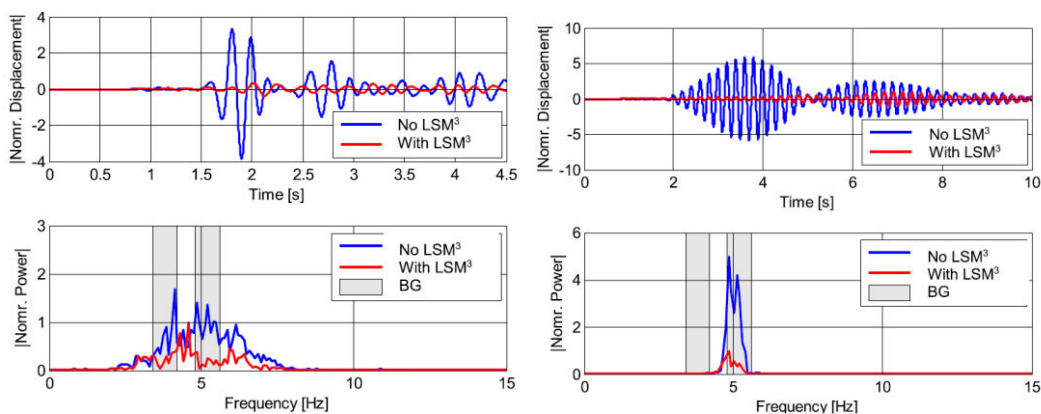 |Nomr. Displacement|
4
2
0
-2
-4
No LSM³
With LSM³
0 0.5 1 1.5 2 2.5 3 3.5 4 4.5
Time [s]
|Nomr. Displacement|
10
5
0
-5
-10
No LSM³
With LSM³
0 2 4 6 8 10
Time [s]
|Nomr. Power|
3
2
1
0
No LSM³
With LSM³
BG
0 5 10 15
Frequency [Hz]
|Nomr. Power|
6
4
2
0
No LSM³
With LSM³
BG
0 5 10 15
Frequency [Hz]